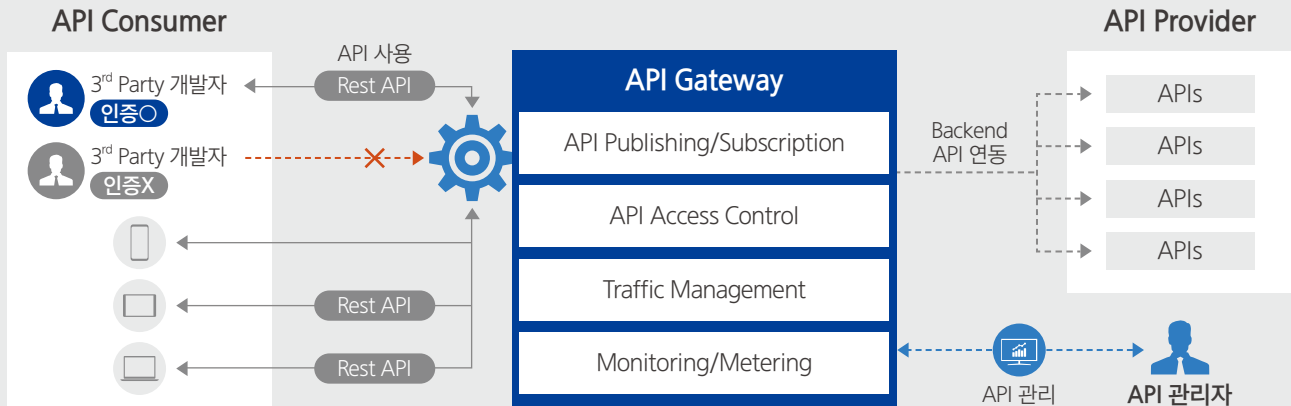 API Consumer
API 사용
3rd Party 개발자
Rest API
인증○
3rd Party 개발자
인증X
Rest API
Rest API
API Gateway
API Publishing/Subscription
API Access Control
Traffic Management
Monitoring/Metering
Backend
API 연동
API Provider
APIs
APIs
APIs
APIs
API 관리
API 관리자